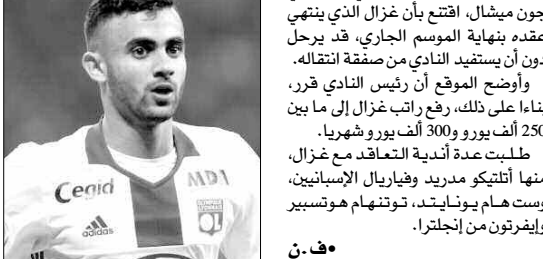 جون ميشال، اقتنع بأن غزال الذي ينتهي
عقده بنهاية الموسم الجاري، قد يرحل
دون أن يستفيد النادي من صفقة انتقاله.
وأوضح الموقع أن رئيس النادي قرر،
بناءا على ذلك، رفع راتب غزال إلى ما بين
250 ألف يورو و300 ألف يورو شهريا.
طلبت عدة أندية التعاقد مع غزال،
منها أتلتيكو مدريد وفياريال الإسبانيين،
وست هام يونايتد، توتنهام هوتسبير
وإيفرتون من إنجلترا.
•ف.ن
Cegid
MDA
adidas
OL